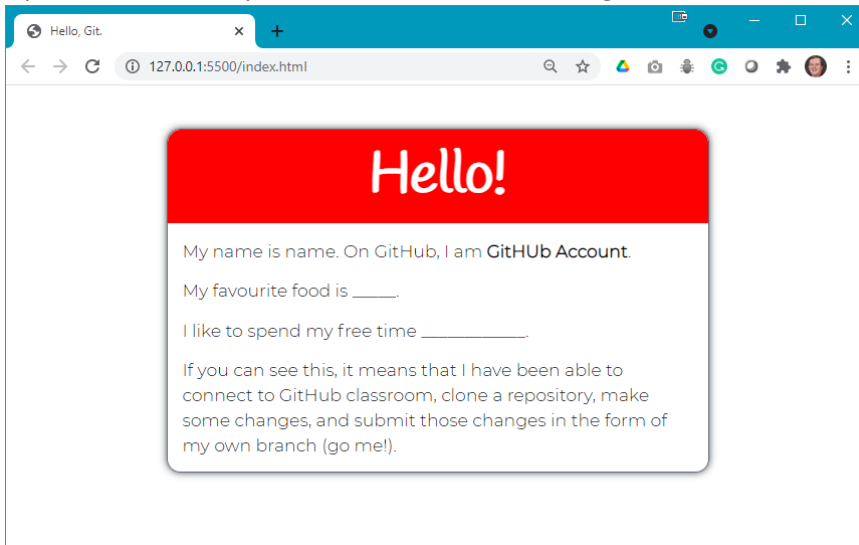 Hello, Git.
127.0.0.1:5500/index.html
Hello!
My name is name. On GitHub, I am GitHUb Account.
My favourite food is _____.
I like to spend my free time ____________.
If you can see this, it means that I have been able to
connect to GitHub classroom, clone a repository, make
some changes, and submit those changes in the form of
my own branch (go me!).